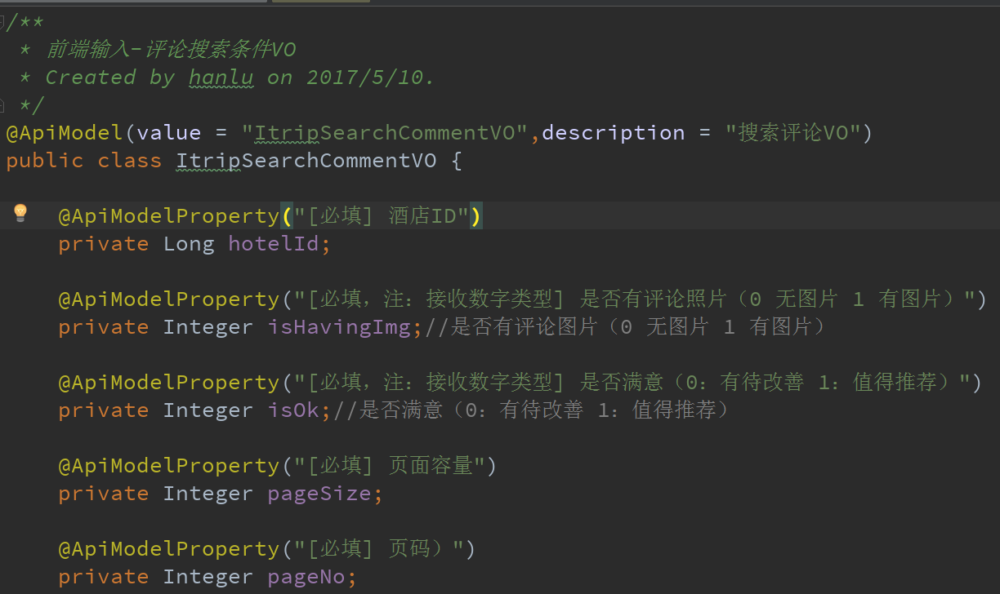 /**
 * 前端输入-评论搜索条件VO
 * Created by hanlu on 2017/5/10.
 */
@ApiModel(value = "ItripSearchCommentVO",description = "搜索评论VO")
public class ItripSearchCommentVO {
@ApiModelProperty("[必填] 酒店ID")
private Long hotelId;
@ApiModelProperty("[必填，注：接收数字类型] 是否有评论照片（0 无图片 1 有图片）")
private Integer isHavingImg;//是否有评论图片（0 无图片 1 有图片）
@ApiModelProperty("[必填，注：接收数字类型] 是否满意（0：有待改善 1：值得推荐）")
private Integer isOk;//是否满意（0：有待改善 1：值得推荐）
@ApiModelProperty("[必填] 页面容量")
private Integer pageSize;
@ApiModelProperty("[必填] 页码）")
private Integer pageNo;